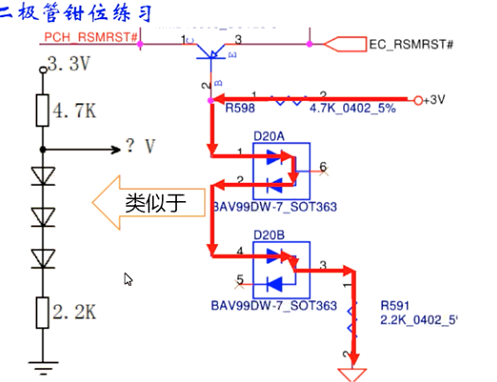 二极管钳位练习
PCH_RSMRST#
1
C
E
3
EC_RSMRST#
3.3V
2
B
1
2
+3V
R598
4.7K_0402_5%
4.7K
? V
D20A
1
6
2
类似于
BAV99DW-7_SOT363
D20B
4
3
5
1
BAV99DW-7_SOT363
R591
2.2K
2.2K_0402_5%
2